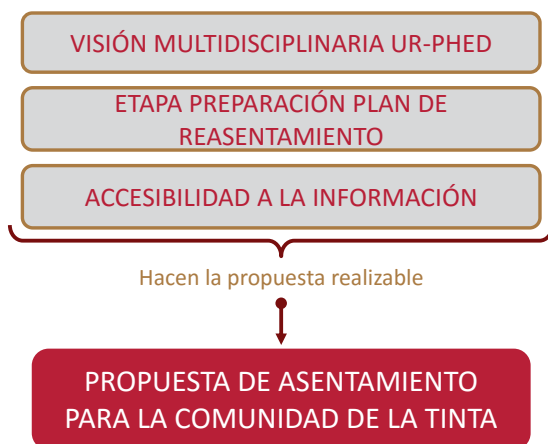 VISIÓN MULTIDISCIPLINARIA UR-PHED
ETAPA PREPARACIÓN PLAN DE
REASENTAMIENTO
ACCESIBILIDAD A LA INFORMACIÓN
Hacen la propuesta realizable
PROPUESTA DE ASENTAMIENTO
PARA LA COMUNIDAD DE LA TINTA